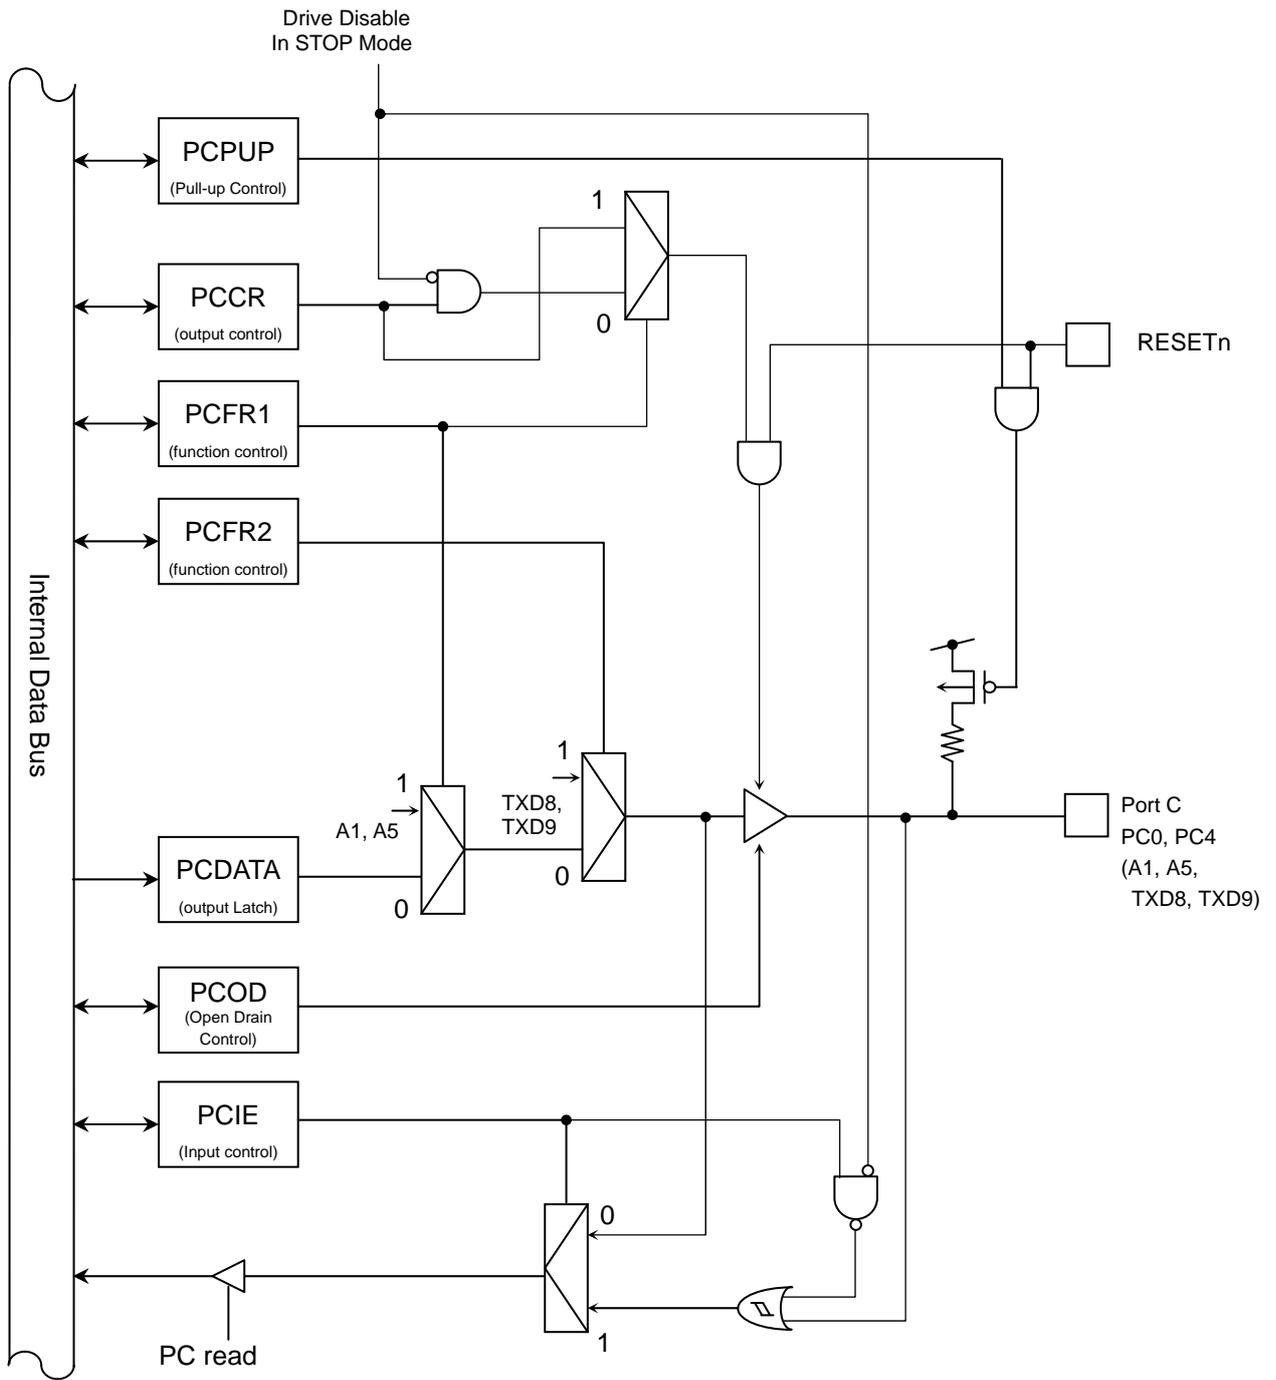 Drive Disable
In STOP Mode
PCPUP
(Pull-up Control)
1
PCCR
(output control)
0
RESETn
PCFR1
(function control)
PCFR2
(function control)
Internal Data Bus
1
TXD8,
TXD9
0
1
A1, A5
0
Port C
PC0, PC4
(A1, A5,
TXD8, TXD9)
PCDATA
(output Latch)
PCOD
(Open Drain
Control)
PCIE
(Input control)
0
1
PC read